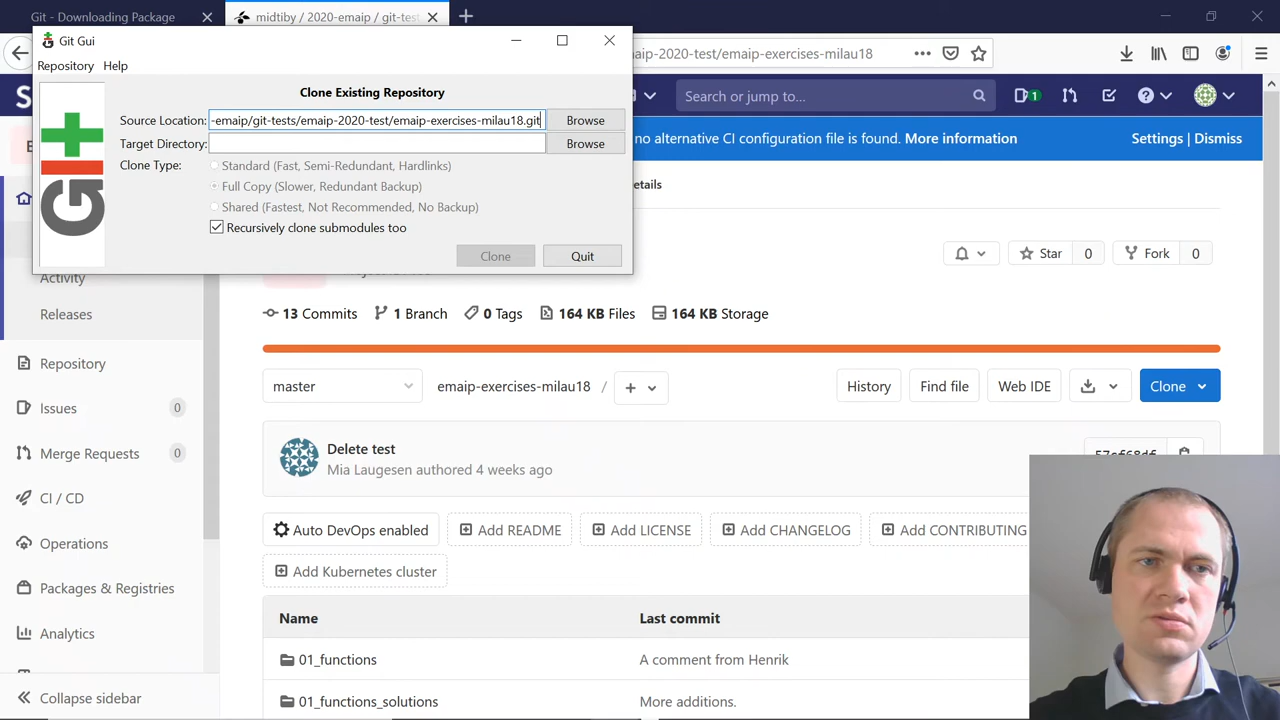 Git - Downloading Package
midtiby / 2020-emaip / git-test
Git Gui
Repository Help
Clone Existing Repository
Source Location: -emaip/git-tests/emaip-2020-test/emaip-exercises-milau18.git Browse
Target Directory: Browse
Clone Type: Standard (Fast, Semi-Redundant, Hardlinks)
Full Copy (Slower, Redundant Backup)
Shared (Fastest, Not Recommended, No Backup)
Recursively clone submodules too
Clone Quit
emaip-2020-test/emaip-exercises-milau18
Search or jump to...
1
no alternative CI configuration file is found. More information Settings | Dismiss
Star 0 Fork 0
Activity
Releases
Repository
Issues 0
Merge Requests 0
CI / CD
Operations
Packages & Registries
Analytics
Collapse sidebar
13 Commits 1 Branch 0 Tags 164 KB Files 164 KB Storage
master emaip-exercises-milau18 / + History Find file Web IDE Clone
Delete test
Mia Laugesen authored 4 weeks ago
Auto DevOps enabled Add README Add LICENSE Add CHANGELOG Add CONTRIBUTING
Add Kubernetes cluster
Name Last commit
01_functions A comment from Henrik
01_functions_solutions More additions.